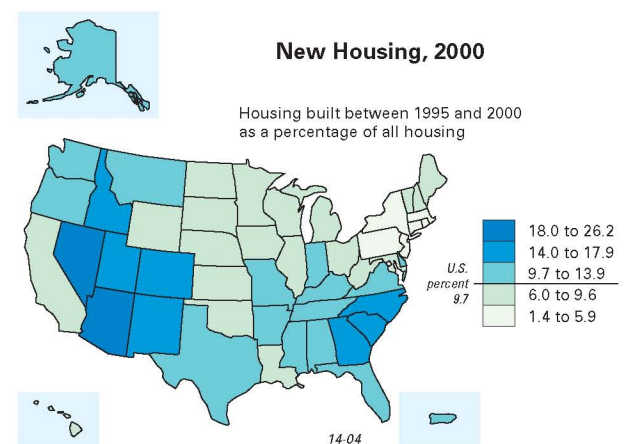 New Housing, 2000
Housing built between 1995 and 2000
as a percentage of all housing
18.0 to 26.2
14.0 to 17.9
9.7 to 13.9
U.S.
percent
9.7
6.0 to 9.6
1.4 to 5.9
14-04